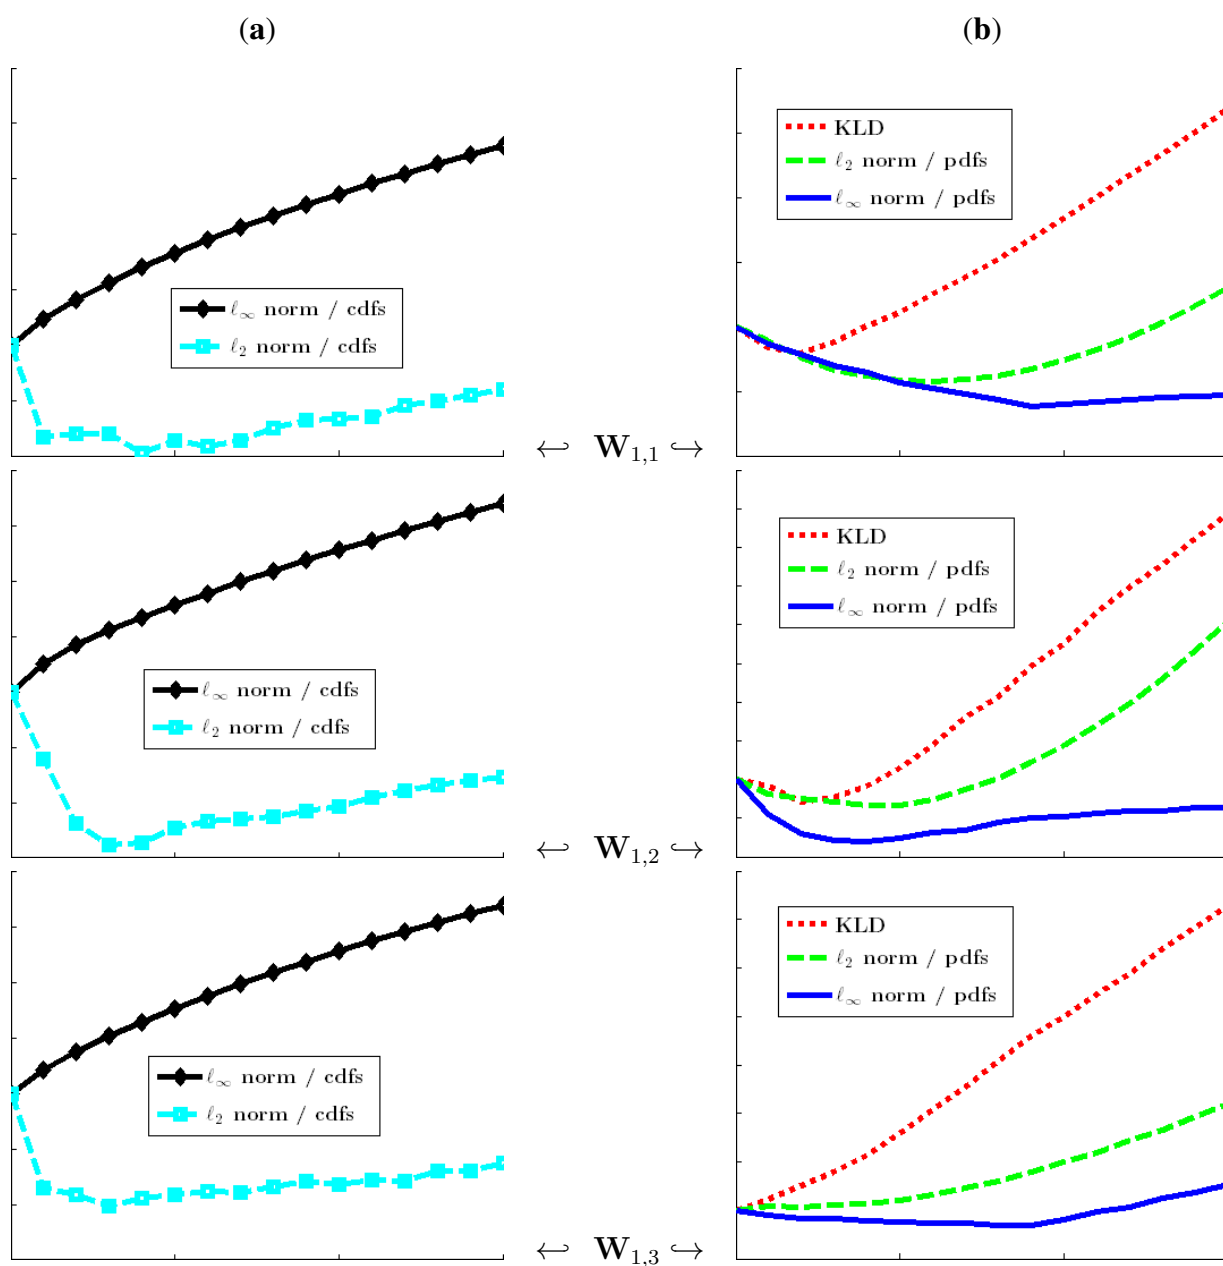 (a)
(b)
ℓ∞ norm / cdfs
ℓ2 norm / cdfs
KLD
ℓ2 norm / pdfs
ℓ∞ norm / pdfs
↩ W1,1 ↪
ℓ∞ norm / cdfs
ℓ2 norm / cdfs
KLD
ℓ2 norm / pdfs
ℓ∞ norm / pdfs
↩ W1,2 ↪
ℓ∞ norm / cdfs
ℓ2 norm / cdfs
KLD
ℓ2 norm / pdfs
ℓ∞ norm / pdfs
↩ W1,3 ↪